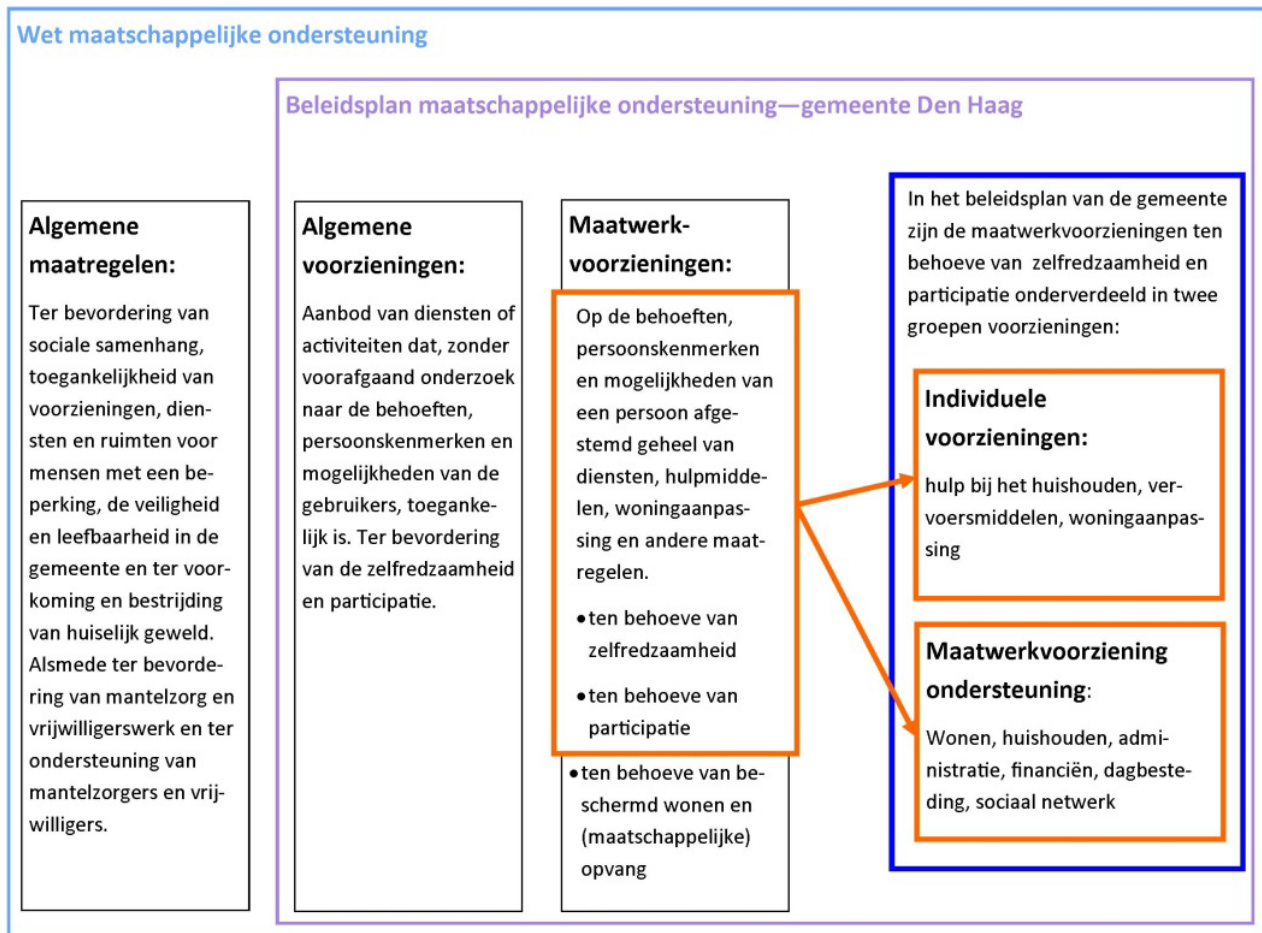 Wet maatschappelijke ondersteuning
Beleidsplan maatschappelijke ondersteuning—gemeente Den Haag
Algemene
maatregelen:
Ter bevordering van
sociale samenhang,
toegankelijkheid van
voorzieningen, dien-
sten en ruimten voor
mensen met een be-
perking, de veiligheid
en leefbaarheid in de
gemeente en ter voor-
koming en bestrijding
van huiselijk geweld.
Alsmede ter bevorde-
ring van mantelzorg en
vrijwilligerswerk en ter
ondersteuning van
mantelzorgers en vrij-
willigers.
Algemene
voorzieningen:
Aanbod van diensten of
activiteiten dat, zonder
voorafgaand onderzoek
naar de behoeften,
persoonskenmerken en
mogelijkheden van de
gebruikers, toeganke-
lijk is. Ter bevordering
van de zelfredzaamheid
en participatie.
Maatwerk-
voorzieningen:
Op de behoeften,
persoonskenmerken
en mogelijkheden van
een persoon afge-
stemd geheel van
diensten, hulpmidde-
len, woningaanpas-
sing en andere maat-
regelen.
•ten behoeve van
zelfredzaamheid
•ten behoeve van
participatie
•ten behoeve van be-
schermd wonen en
(maatschappelijke)
opvang
In het beleidsplan van de gemeente
zijn de maatwerkvoorzieningen ten
behoeve van zelfredzaamheid en
participatie onderverdeeld in twee
groepen voorzieningen:
Individuele
voorzieningen:
hulp bij het huishouden, ver-
voersmiddelen, woningaanpas-
sing
Maatwerkvoorziening
ondersteuning:
Wonen, huishouden, admi-
nistratie, financiën, dagbeste-
ding, sociaal netwerk